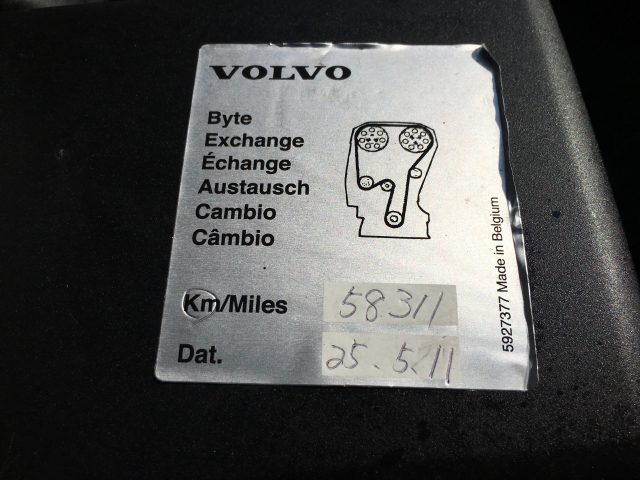 VOLVO
Byte
Exchange
Échange
Austausch
Cambio
Câmbio
Km/Miles 58311
Dat. 25.5.11
5927377 Made in Belgium